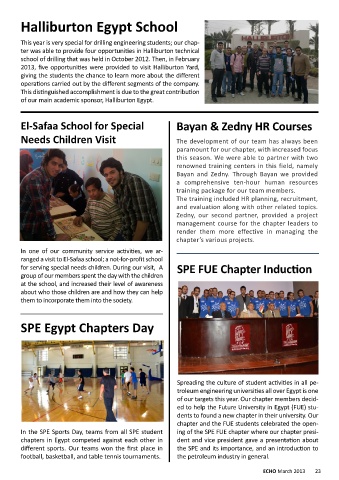 Halliburton Egypt School
This year is very special for drilling engineering students; our chap-
ter was able to provide four opportunities in Halliburton technical
school of drilling that was held in October 2012. Then, in February
2013, five opportunities were provided to visit Halliburton Yard,
giving the students the chance to learn more about the different
operations carried out by the different segments of the company.
This distinguished accomplishment is due to the great contribution
of our main academic sponsor, Halliburton Egypt.
HALLIBURTON
El-Safaa School for Special
Needs Children Visit
In one of our community service activities, we ar-
ranged a visit to El-Safaa school; a not-for-profit school
for serving special needs children. During our visit, A
group of our members spent the day with the children
at the school, and increased their level of awareness
about who those children are and how they can help
them to incorporate them into the society.
SPE Egypt Chapters Day
In the SPE Sports Day, teams from all SPE student
chapters in Egypt competed against each other in
different sports. Our teams won the first place in
football, basketball, and table tennis tournaments.
Bayan & Zedny HR Courses
The development of our team has always been
paramount for our chapter, with increased focus
this season. We were able to partner with two
renowned training centers in this field, namely
Bayan and Zedny. Through Bayan we provided
a comprehensive ten-hour human resources
training package for our team members.
The training included HR planning, recruitment,
and evaluation along with other related topics.
Zedny, our second partner, provided a project
management course for the chapter leaders to
render them more effective in managing the
chapter's various projects.
SPE FUE Chapter Induction
Spreading the culture of student activities in all pe-
troleum engineering universities all over Egypt is one
of our targets this year. Our chapter members decid-
ed to help the Future University in Egypt (FUE) stu-
dents to found a new chapter in their university. Our
chapter and the FUE students celebrated the open-
ing of the SPE FUE chapter where our chapter presi-
dent and vice president gave a presentation about
the SPE and its importance, and an introduction to
the petroleum industry in general.
ECHO March 2013 23